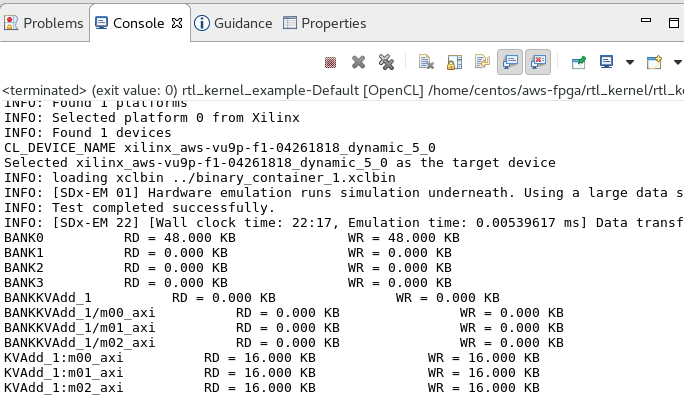 Problems Console Guidance Properties
<terminated> (exit value: 0) rtl_kernel_example-Default [OpenCL] /home/centos/aws-fpga/rtl_kernel/rtl_k
INFO: Found 1 platforms
INFO: Selected platform 0 from Xilinx
INFO: Found 1 devices
CL_DEVICE_NAME xilinx_aws-vu9p-f1-04261818_dynamic_5_0
Selected xilinx_aws-vu9p-f1-04261818_dynamic_5_0 as the target device
INFO: loading xclbin ../binary_container_1.xclbin
INFO: [SDx-EM 01] Hardware emulation runs simulation underneath. Using a large data s
INFO: Test completed successfully.
INFO: [SDx-EM 22] [Wall clock time: 22:17, Emulation time: 0.00539617 ms] Data transf
BANK0 RD = 48.000 KB WR = 48.000 KB
BANK1 RD = 0.000 KB WR = 0.000 KB
BANK2 RD = 0.000 KB WR = 0.000 KB
BANK3 RD = 0.000 KB WR = 0.000 KB
BANKKVAdd_1 RD = 0.000 KB WR = 0.000 KB
BANKKVAdd_1/m00_axi RD = 0.000 KB WR = 0.000 KB
BANKKVAdd_1/m01_axi RD = 0.000 KB WR = 0.000 KB
BANKKVAdd_1/m02_axi RD = 0.000 KB WR = 0.000 KB
KVAdd_1:m00_axi RD = 16.000 KB WR = 16.000 KB
KVAdd_1:m01_axi RD = 16.000 KB WR = 16.000 KB
KVAdd_1:m02_axi RD = 16.000 KB WR = 16.000 KB